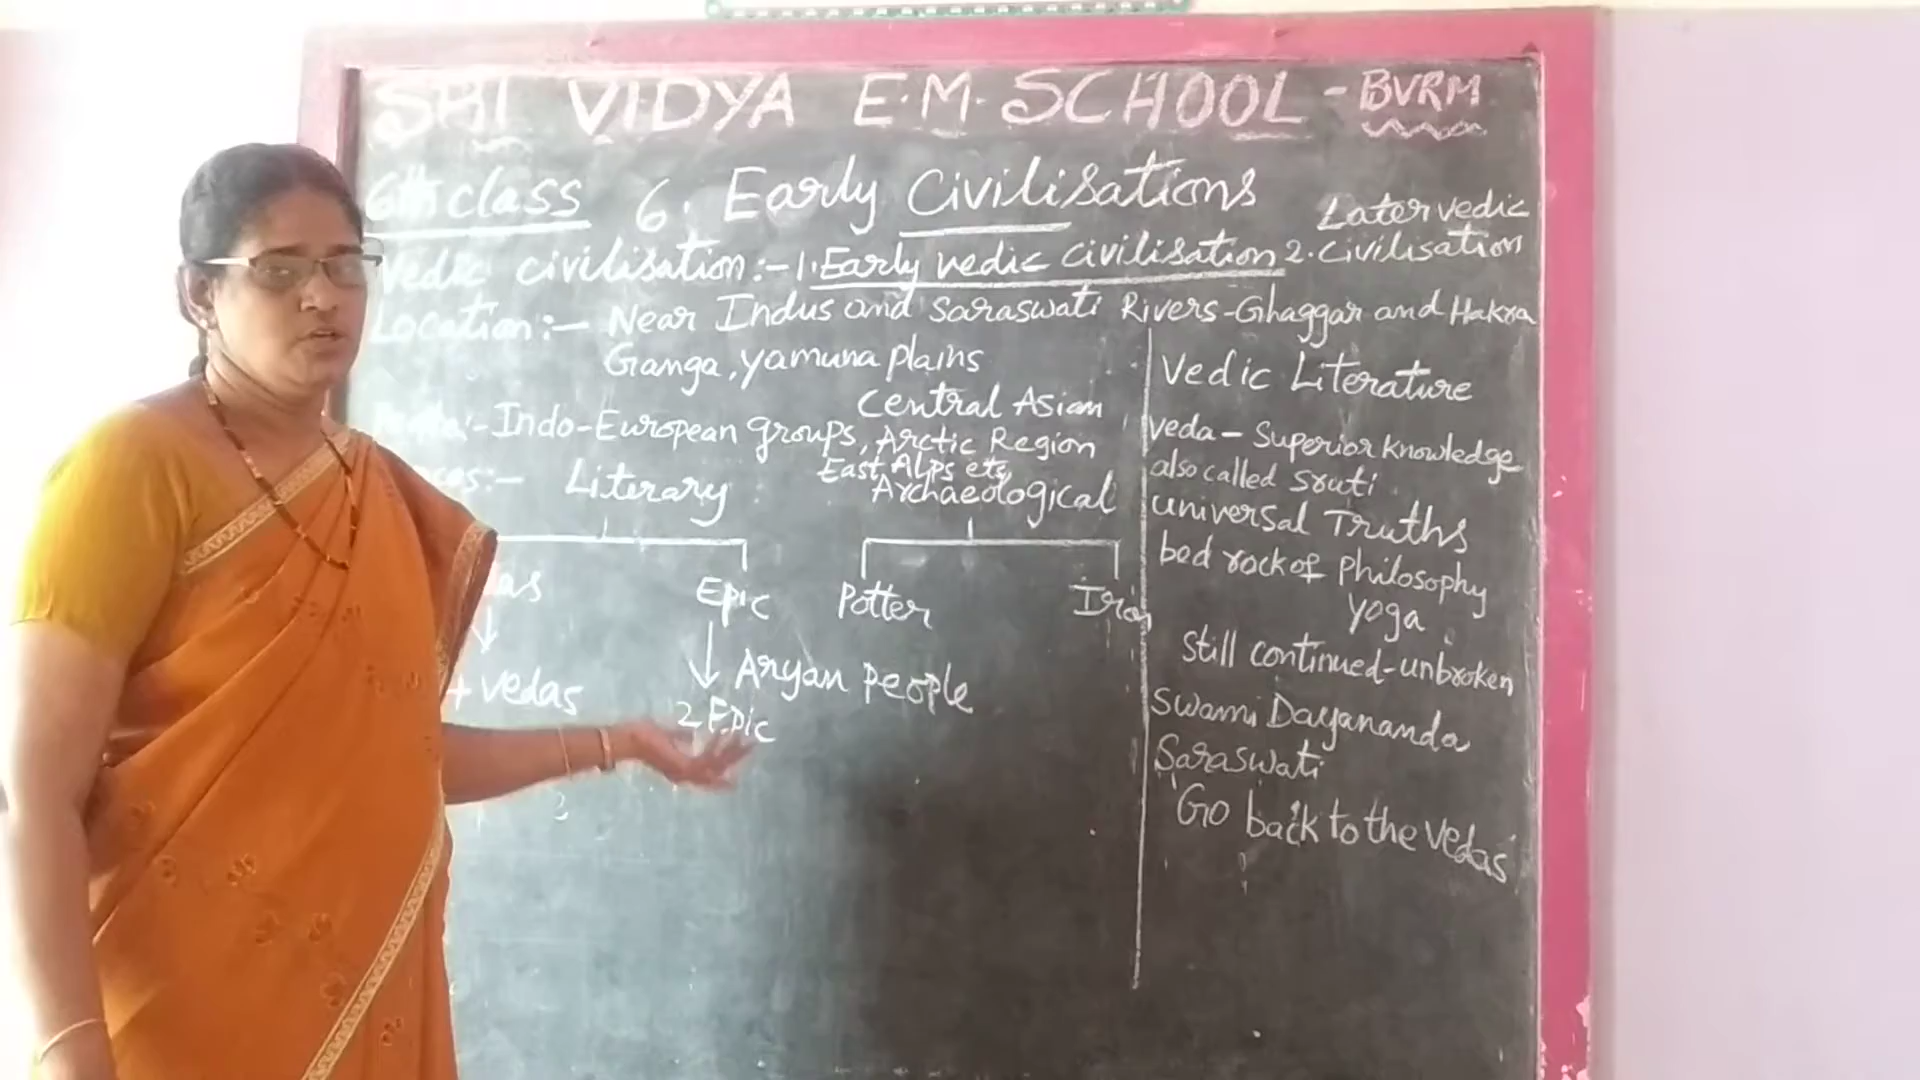 SRI VIDYA E.M. SCHOOL - BVRM
6th class 6. Early Civilisations
Later vedic
Vedic civilisation:- 1. Early vedic civilisation 2. Civilisation
Location:- Near Indus and Saraswati Rivers-Ghaggar and Hakra
Ganga, yamuna plains
Central Asian
-Indo-European groups, Arctic Region
East, Alps etc
:- Literary Archaeological
Epic Potter Iron
vedas Aryan people
2 Epic
Vedic Literature
veda - Superior knowledge
also called sruti
universal Truths
bed rock of philosophy
yoga
still continued-unbroken
Swami Dayananda
Saraswati
"Go back to the vedas"